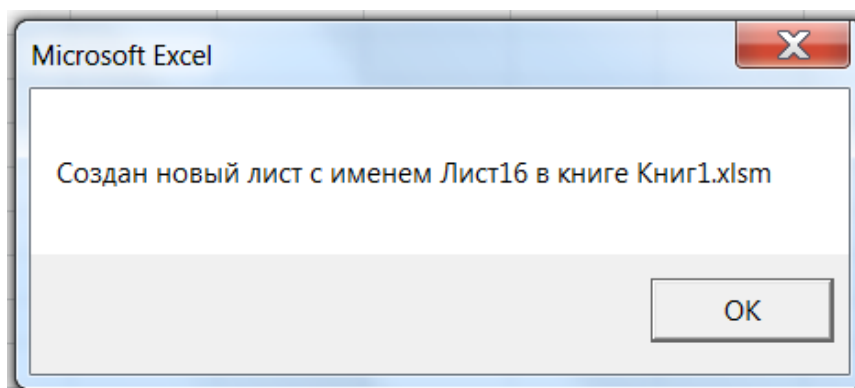 Microsoft Excel
Создан новый лист с именем Лист16 в книге Книг1.xlsm
OK